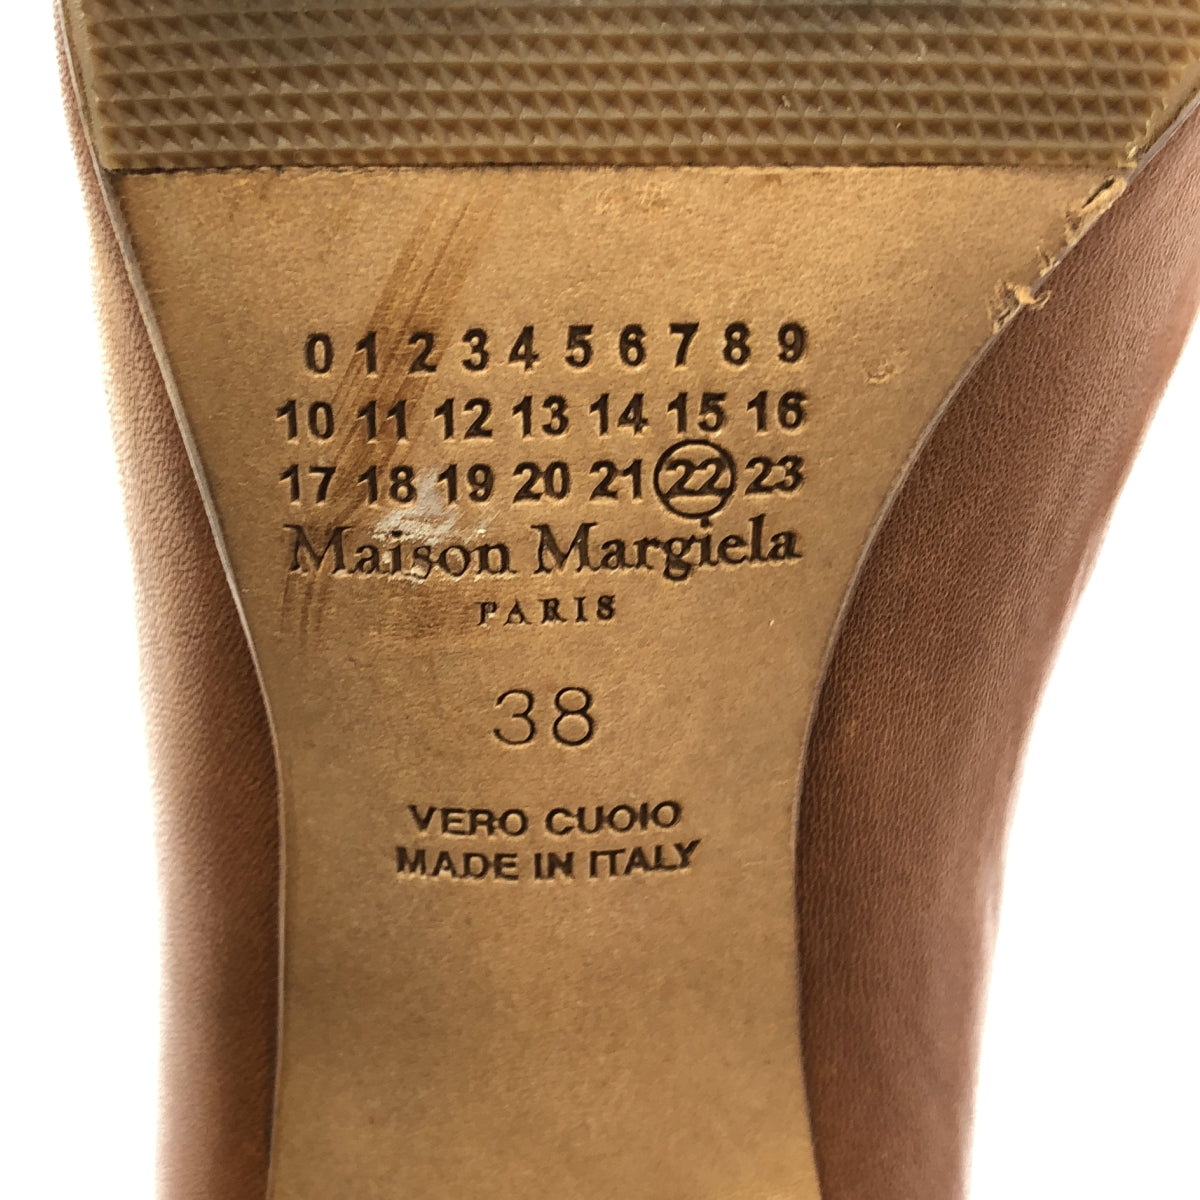 0 1 2 3 4 5 6 7 8 9
10 11 12 13 14 15 16
17 18 19 20 21 22 23
Maison Margiela
PARIS
38
VERO CUOIO
MADE IN ITALY